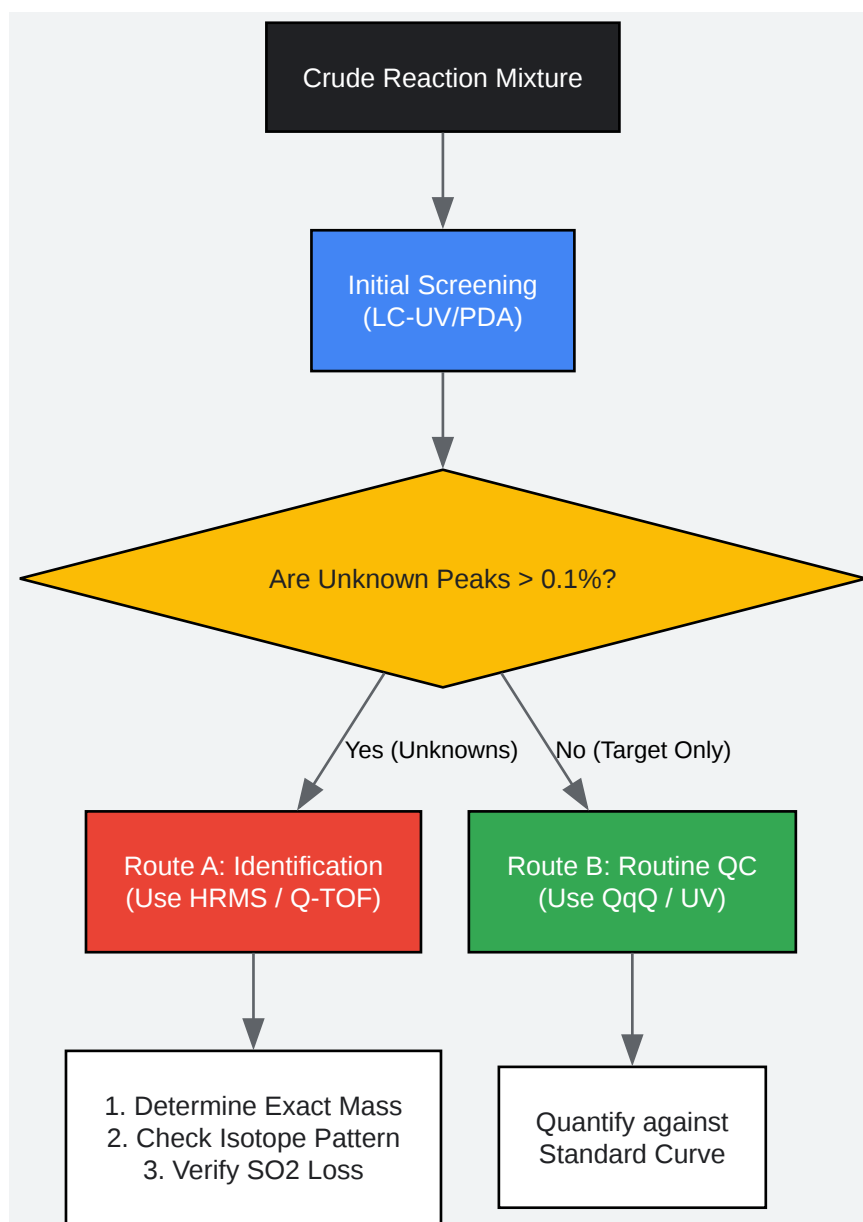 Crude Reaction Mixture
Initial Screening
(LC-UV/PDA)
Are Unknown Peaks > 0.1%?
Yes (Unknowns)
No (Target Only)
Route A: Identification
(Use HRMS / Q-TOF)
Route B: Routine QC
(Use QqQ / UV)
1. Determine Exact Mass
2. Check Isotope Pattern
3. Verify SO2 Loss
Quantify against
Standard Curve